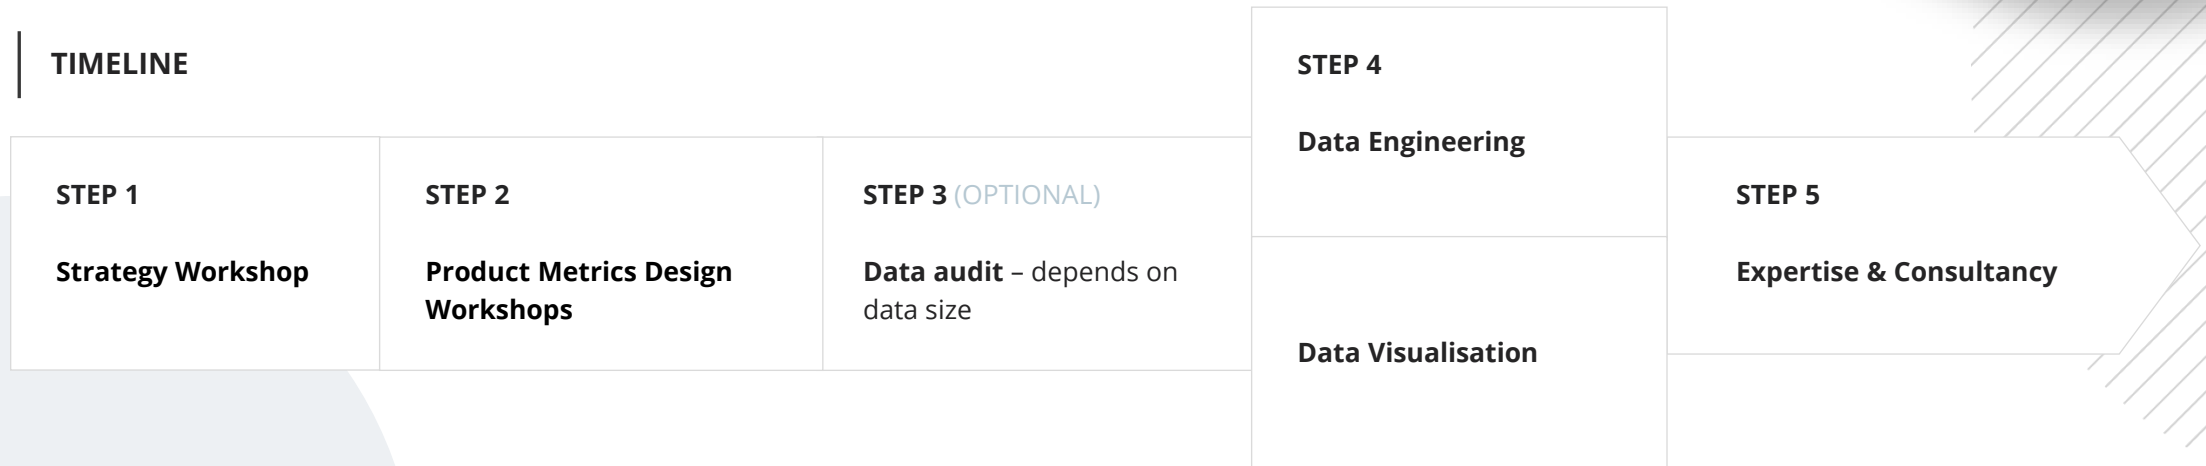 TIMELINE
STEP 1
Strategy Workshop
STEP 2
Product Metrics Design
Workshops
STEP 3 (OPTIONAL)
Data audit – depends on
data size
STEP 4
Data Engineering
Data Visualisation
STEP 5
Expertise & Consultancy